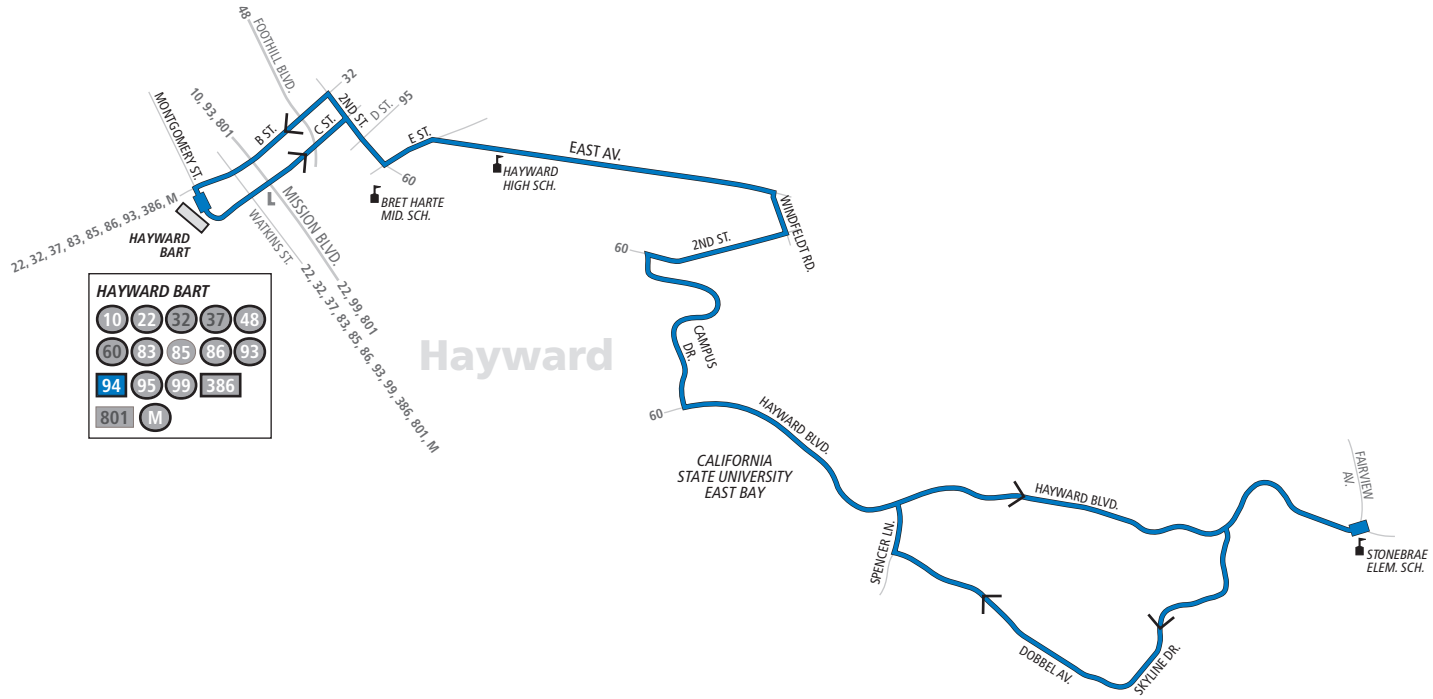 48
FOOTHILL BLVD.
32
MONTGOMERY ST.
10, 93, 801
B ST.
C ST.
2ND ST.
D ST.
95
E ST.
60
EAST AV.
HAYWARD
HIGH SCH.
BRET HARTE
MID. SCH.
22, 32, 37, 83, 85, 86, 93, 386, M
HAYWARD
BART
L
MISSION BLVD.
WATKINS ST.
22, 99, 801
22, 32, 37, 83, 85, 86, 93, 99, 386, 801, M
WINDFELDT RD.
2ND ST.
60
HAYWARD BART
10 22 32 37 48
60 83 85 86 93
94 95 99 386
801 M
Hayward
CAMPUS
DR.
60
HAYWARD BLVD.
CALIFORNIA
STATE UNIVERSITY
EAST BAY
HAYWARD BLVD.
FAIRVIEW
AV.
STONEBRAE
ELEM. SCH.
SPENCER LN.
DOBBEL AV.
SKYLINE DR.